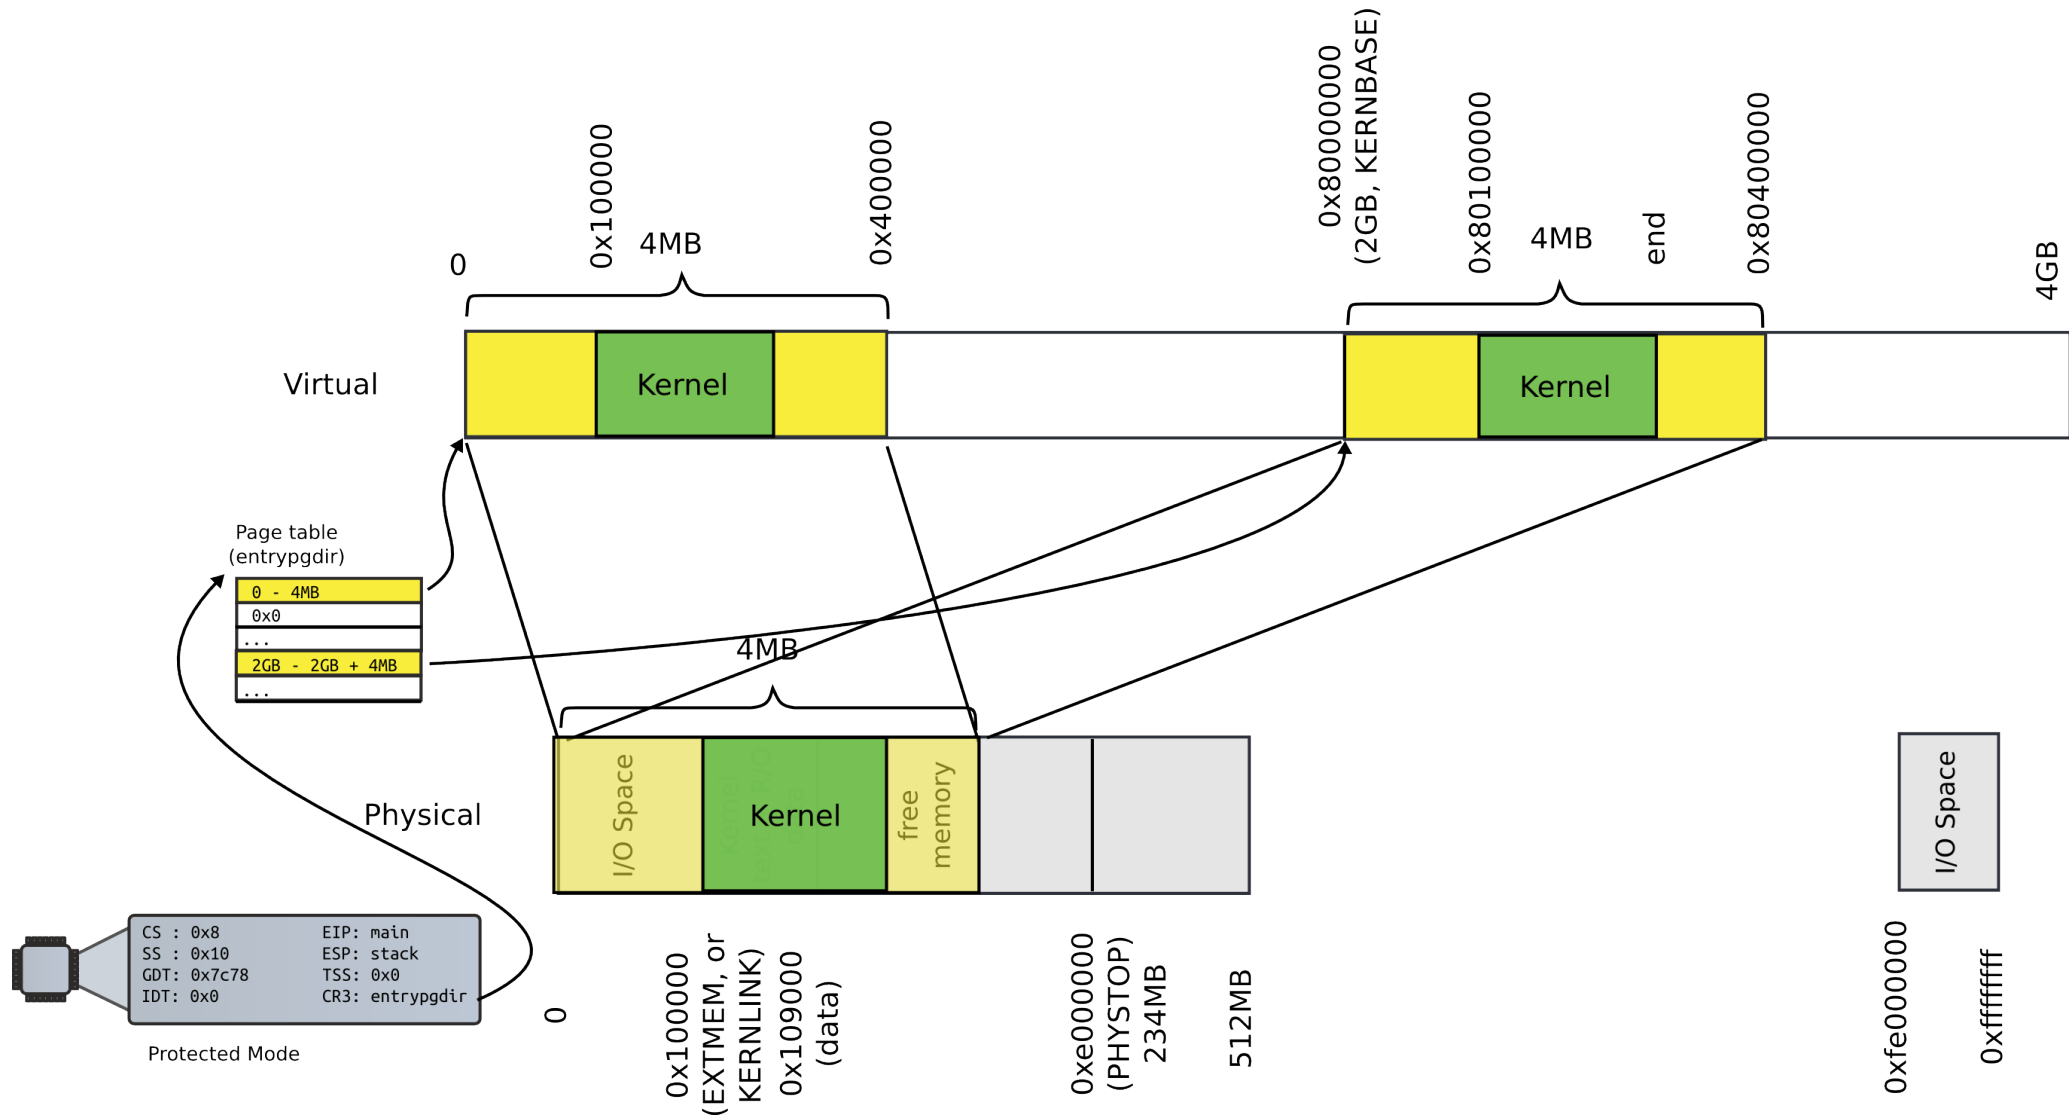 0
0x100000
4MB
0x400000
0x80000000
(2GB, KERNBASE)
0x80100000
4MB
end
0x80400000
4GB
Virtual
Kernel
Kernel
Page table
(entrypgdir)
0 - 4MB
0x0
...
2GB - 2GB + 4MB
...
4MB
Physical
I/O Space
Kernel
free
memory
I/O Space
CS : 0x8
SS : 0x10
GDT: 0x7c78
IDT: 0x0
EIP: main
ESP: stack
TSS: 0x0
CR3: entrypgdir
Protected Mode
0
0x100000
(EXTMEM, or
KERNLINK)
0x109000
(data)
0xe000000
(PHYSTOP)
234MB
512MB
0xfe000000
0xffffffff